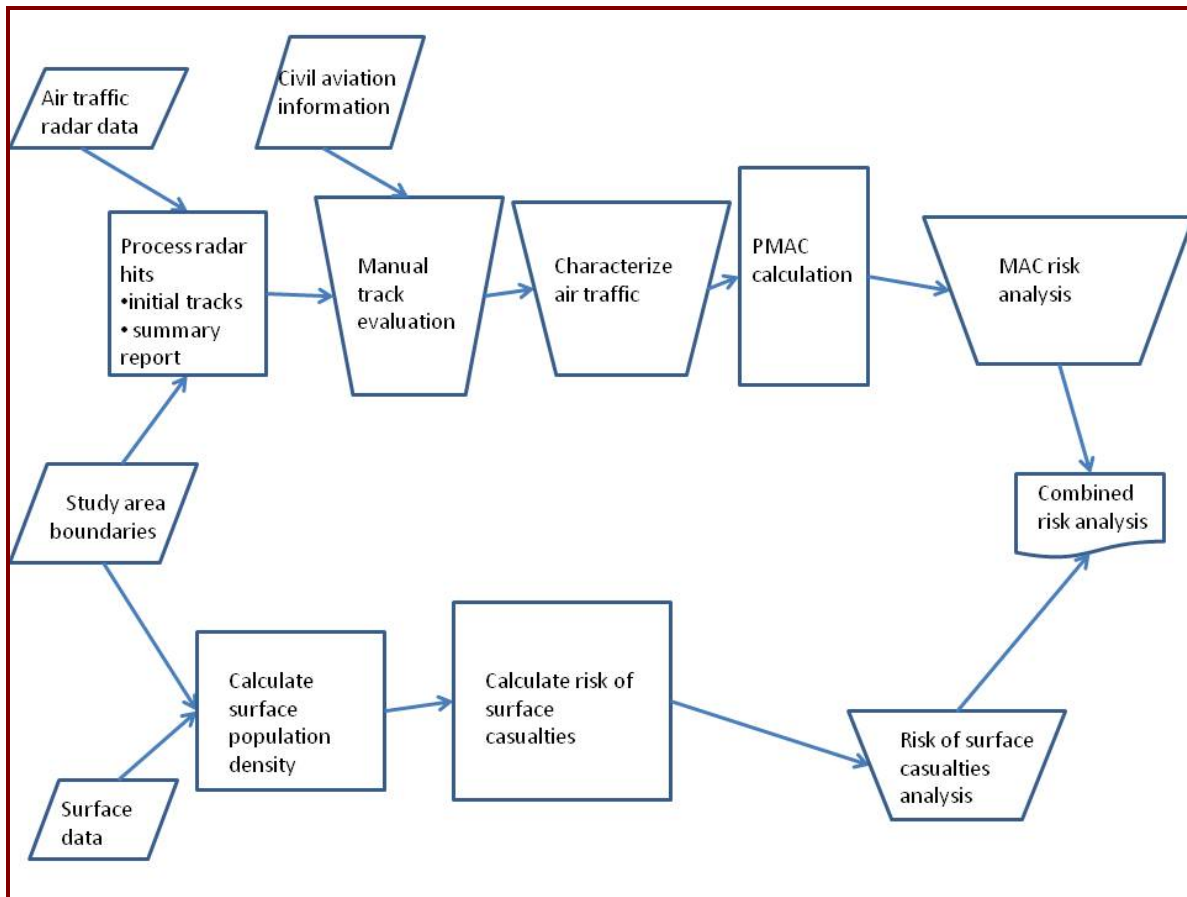 Air traffic
radar data
Civil aviation
information
Process radar
hits
•initial tracks
• summary
report
Manual
track
evaluation
Characterize
air traffic
PMAC
calculation
MAC risk
analysis
Study area
boundaries
Combined
risk analysis
Calculate
surface
population
density
Calculate risk of
surface
casualties
Risk of surface
casualties
analysis
Surface
data